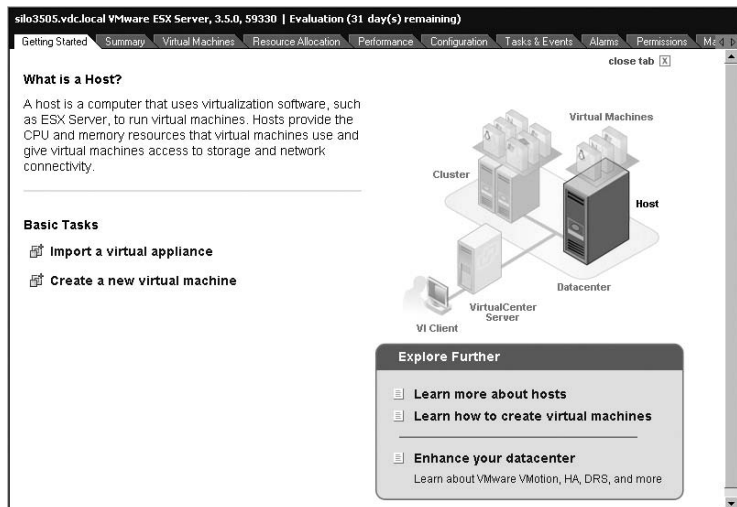 silo3505.vdc.local VMware ESX Server, 3.5.0, 59330 | Evaluation (31 day(s) remaining)
Getting Started Summary Virtual Machines Resource Allocation Performance Configuration Tasks & Events Alarms Permissions
close tab [X]
What is a Host?
A host is a computer that uses virtualization software, such
as ESX Server, to run virtual machines. Hosts provide the
CPU and memory resources that virtual machines use and
give virtual machines access to storage and network
connectivity.
Basic Tasks
Import a virtual appliance
Create a new virtual machine
Virtual Machines
Cluster
Host
Datacenter
VirtualCenter
Server
VI Client
Explore Further
Learn more about hosts
Learn how to create virtual machines
Enhance your datacenter
Learn about VMware VMotion, HA, DRS, and more